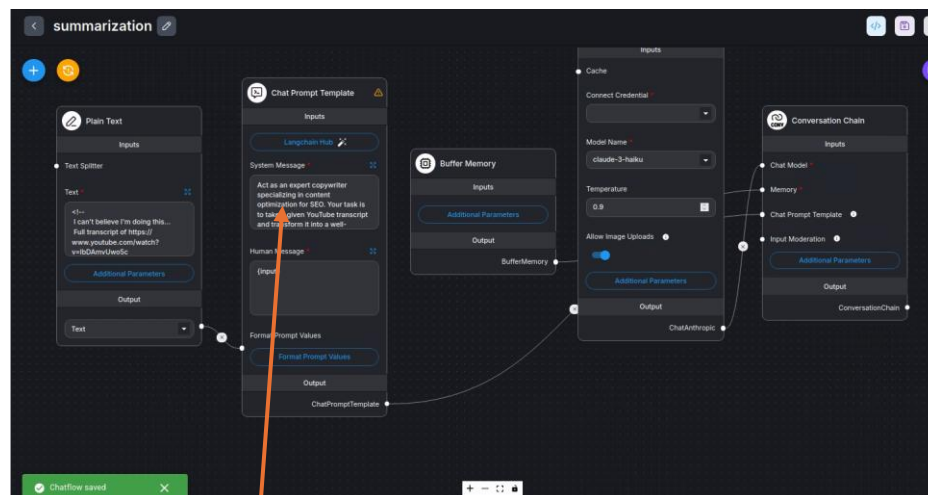 summarization
Plain Text
Inputs
Text Splitter
Text *
<!--
I can't believe I'm doing this...
Full transcript of https://
www.youtube.com/watch?
v=IbDAmvUwo5c
Additional Parameters
Output
Text
Chat Prompt Template
Inputs
Langchain Hub
System Message *
Act as an expert copywriter
specializing in content
optimization for SEO. Your task is
to take a given YouTube transcript
and transform it into a well-
Human Message *
{input
Format Prompt Values
Format Prompt Values
Output
ChatPromptTemplate
Buffer Memory
Inputs
Additional Parameters
Output
BufferMemory
Inputs
Cache
Connect Credential *
Model Name *
claude-3-haiku
Temperature
0.9
Allow Image Uploads
Additional Parameters
Output
ChatAnthropic
CONV
Conversation Chain
Inputs
Chat Model *
Memory *
Chat Prompt Template
Input Moderation
Additional Parameters
Output
ConversationChain
Chatflow saved